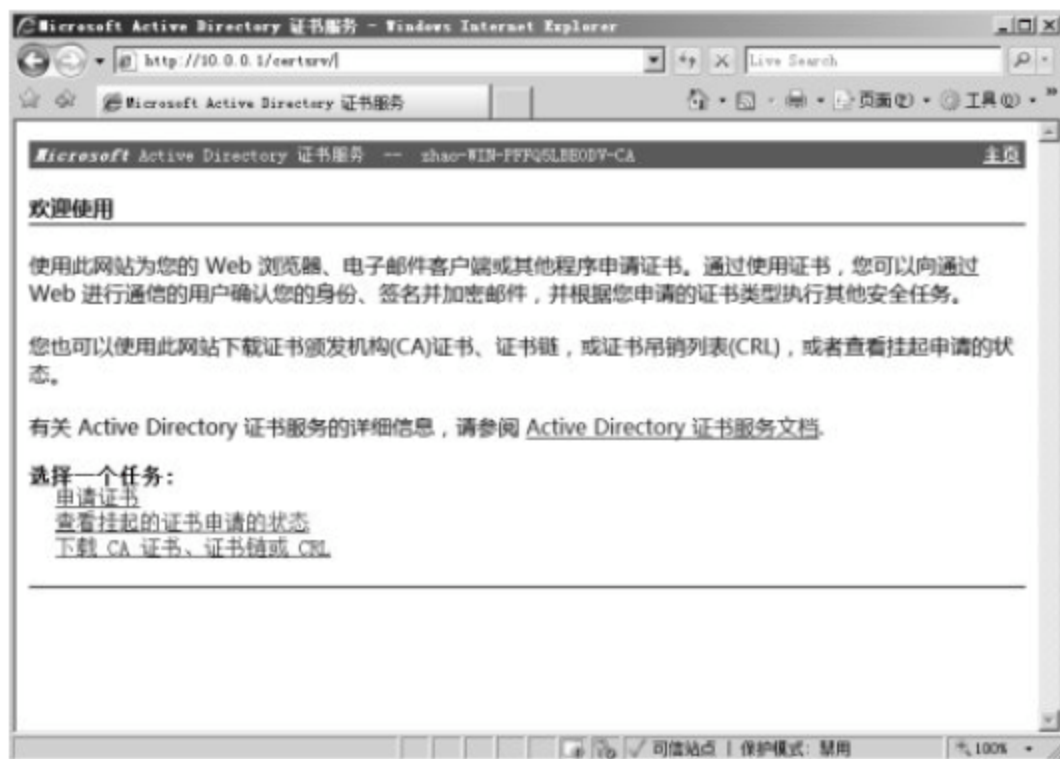 Microsoft Active Directory 证书服务 - Windows Internet Explorer
http://10.0.0.1/certsrv/
Live Search
Microsoft Active Directory 证书服务
页面(P)
工具(O)
Microsoft Active Directory 证书服务 -- zhao-WIN-PFPQ5LBEODV-CA
主页
欢迎使用
使用此网站为您的 Web 浏览器、电子邮件客户端或其他程序申请证书。通过使用证书，您可以向通过
Web 进行通信的用户确认您的身份、签名并加密邮件，并根据您申请的证书类型执行其他安全任务。
您也可以使用此网站下载证书颁发机构(CA)证书、证书链，或证书吊销列表(CRL)，或者查看挂起申请的状
态。
有关 Active Directory 证书服务的详细信息，请参阅 Active Directory 证书服务文档.
选择一个任务:
申请证书
查看挂起的证书申请的状态
下载 CA 证书、证书链或 CRL
可信站点 | 保护模式: 禁用
100%